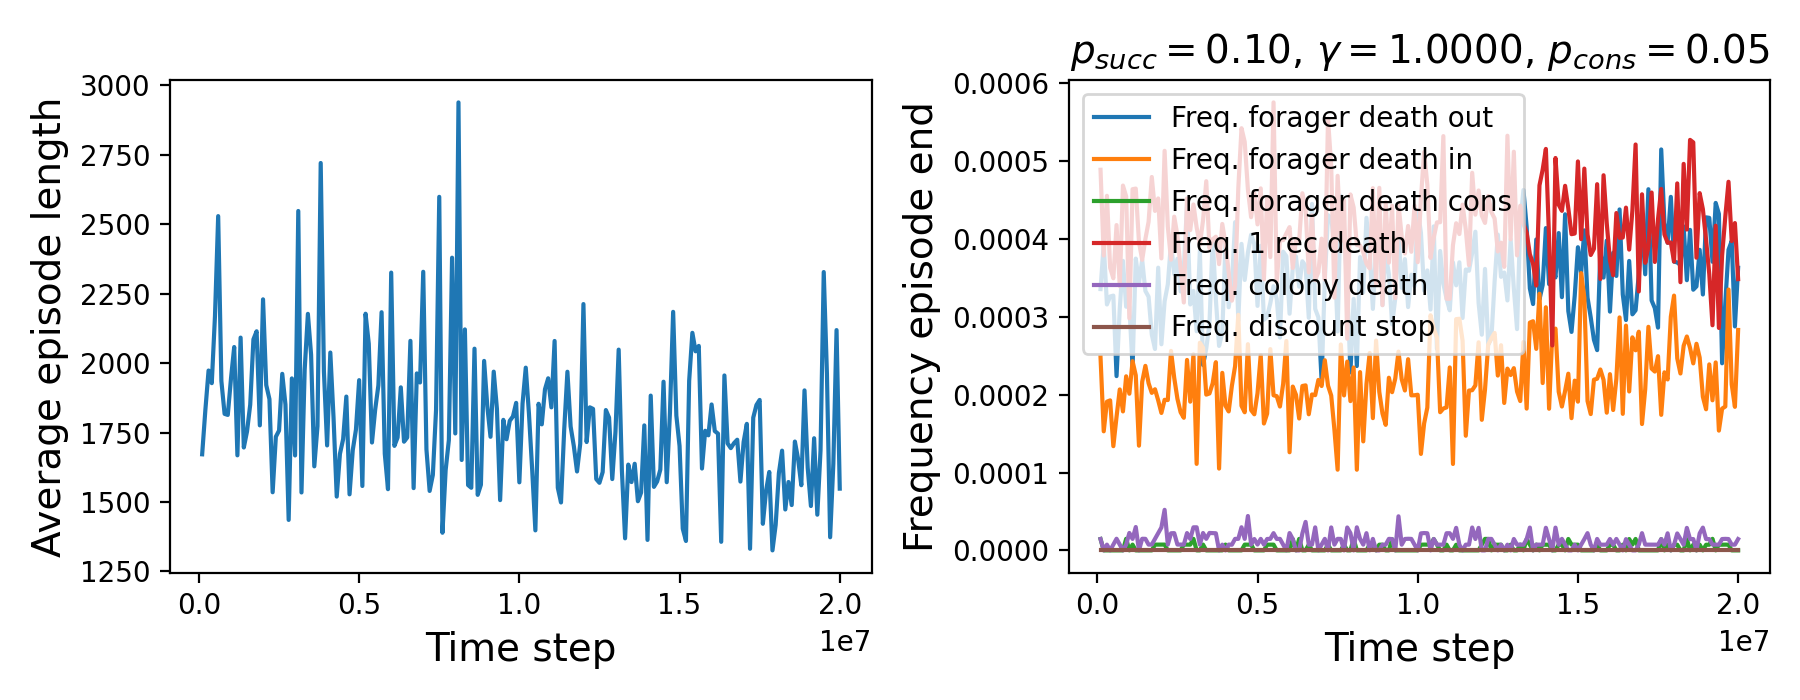 3000
2750
2500
2250
2000
1750
1500
1250
0.0 0.5 1.0 1.5 2.0
1e7
Time step
Average episode length
p_succ = 0.10, γ = 1.0000, p_cons = 0.05
0.0006
0.0005
0.0004
0.0003
0.0002
0.0001
0.0000
Freq. forager death out
Freq. forager death in
Freq. forager death cons
Freq. 1 rec death
Freq. colony death
Freq. discount stop
0.0 0.5 1.0 1.5 2.0
1e7
Time step
Frequency episode end